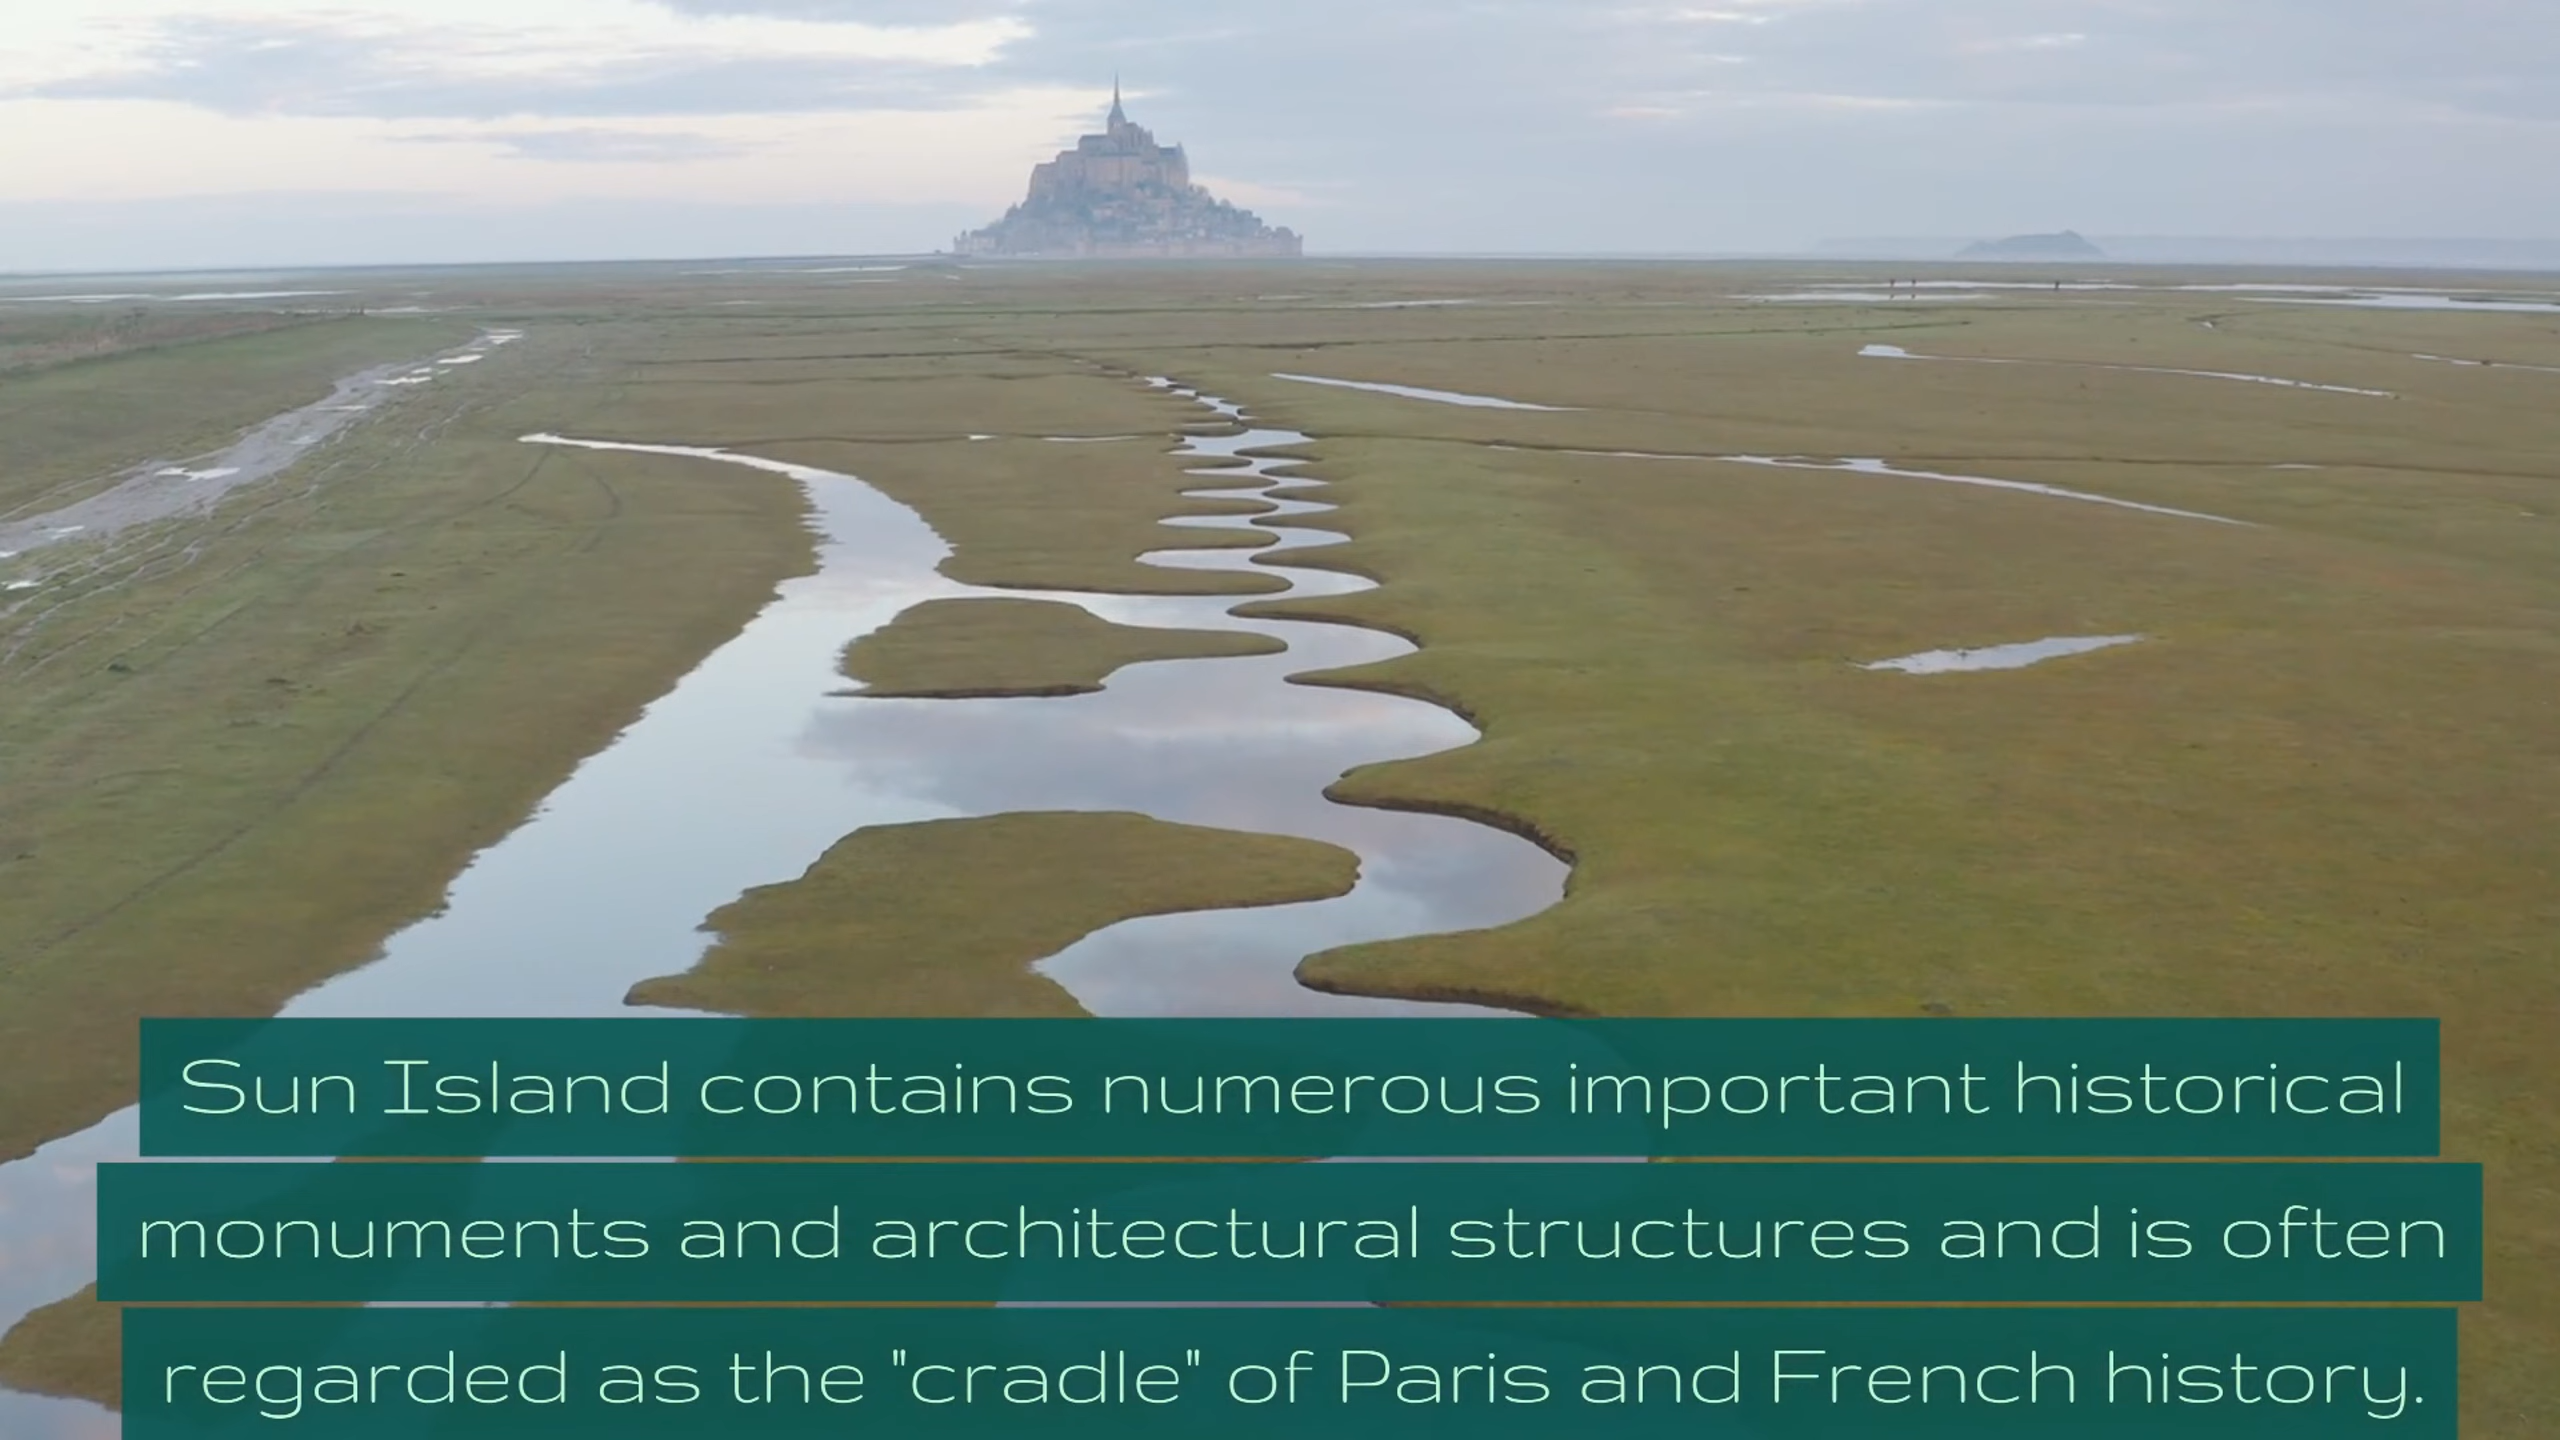 Sun Island contains numerous important historical
monuments and architectural structures and is often
regarded as the "cradle" of Paris and French history.